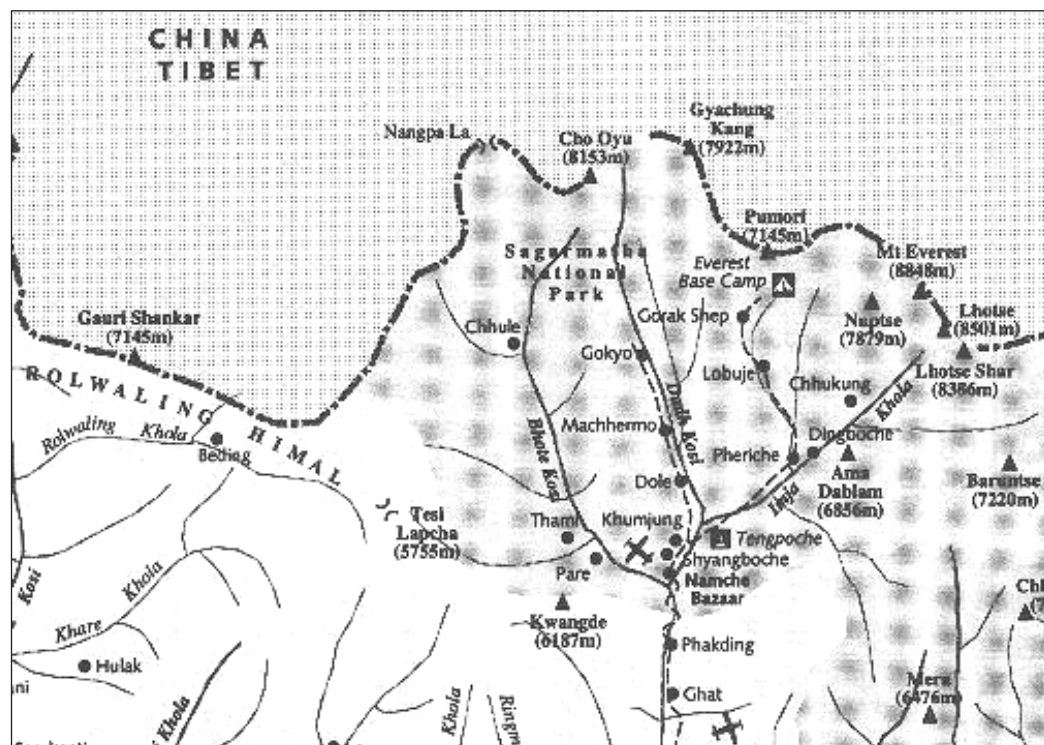 CHINA
TIBET
Gyachung
Kang
(7922m)
Nangpa La
Cho Oyu
(8153m)
Pumori
(7145m)
Sagarmatha
National
Park
Everest
Base Camp
Mt Everest
(8848m)
Gauri Shankar
(7145m)
Chhule
Gorak Shep
Nuptse
(7879m)
Lhotse
(8501m)
Gokyo
Lobuje
Lhotse Shar
(8386m)
ROLWALING HIMAL
Chhukung
Khola
Dudh Kosi
Rolwaling
Khola
Beding
Machhermo
Bhote Kosi
Dingboche
Pheriche
Imja
Ama
Dablam
(6856m)
Baruntse
(7220m)
Dole
Tesi
Lapcha
(5755m)
Thami
Khumjung
Tengpoche
Shyangboche
Pare
Namche
Bazaar
Kosi
Khola
Khare
Kwangde
(6187m)
Phakding
Hulak
Mera
(6476m)
Ghat
Khola
Khola